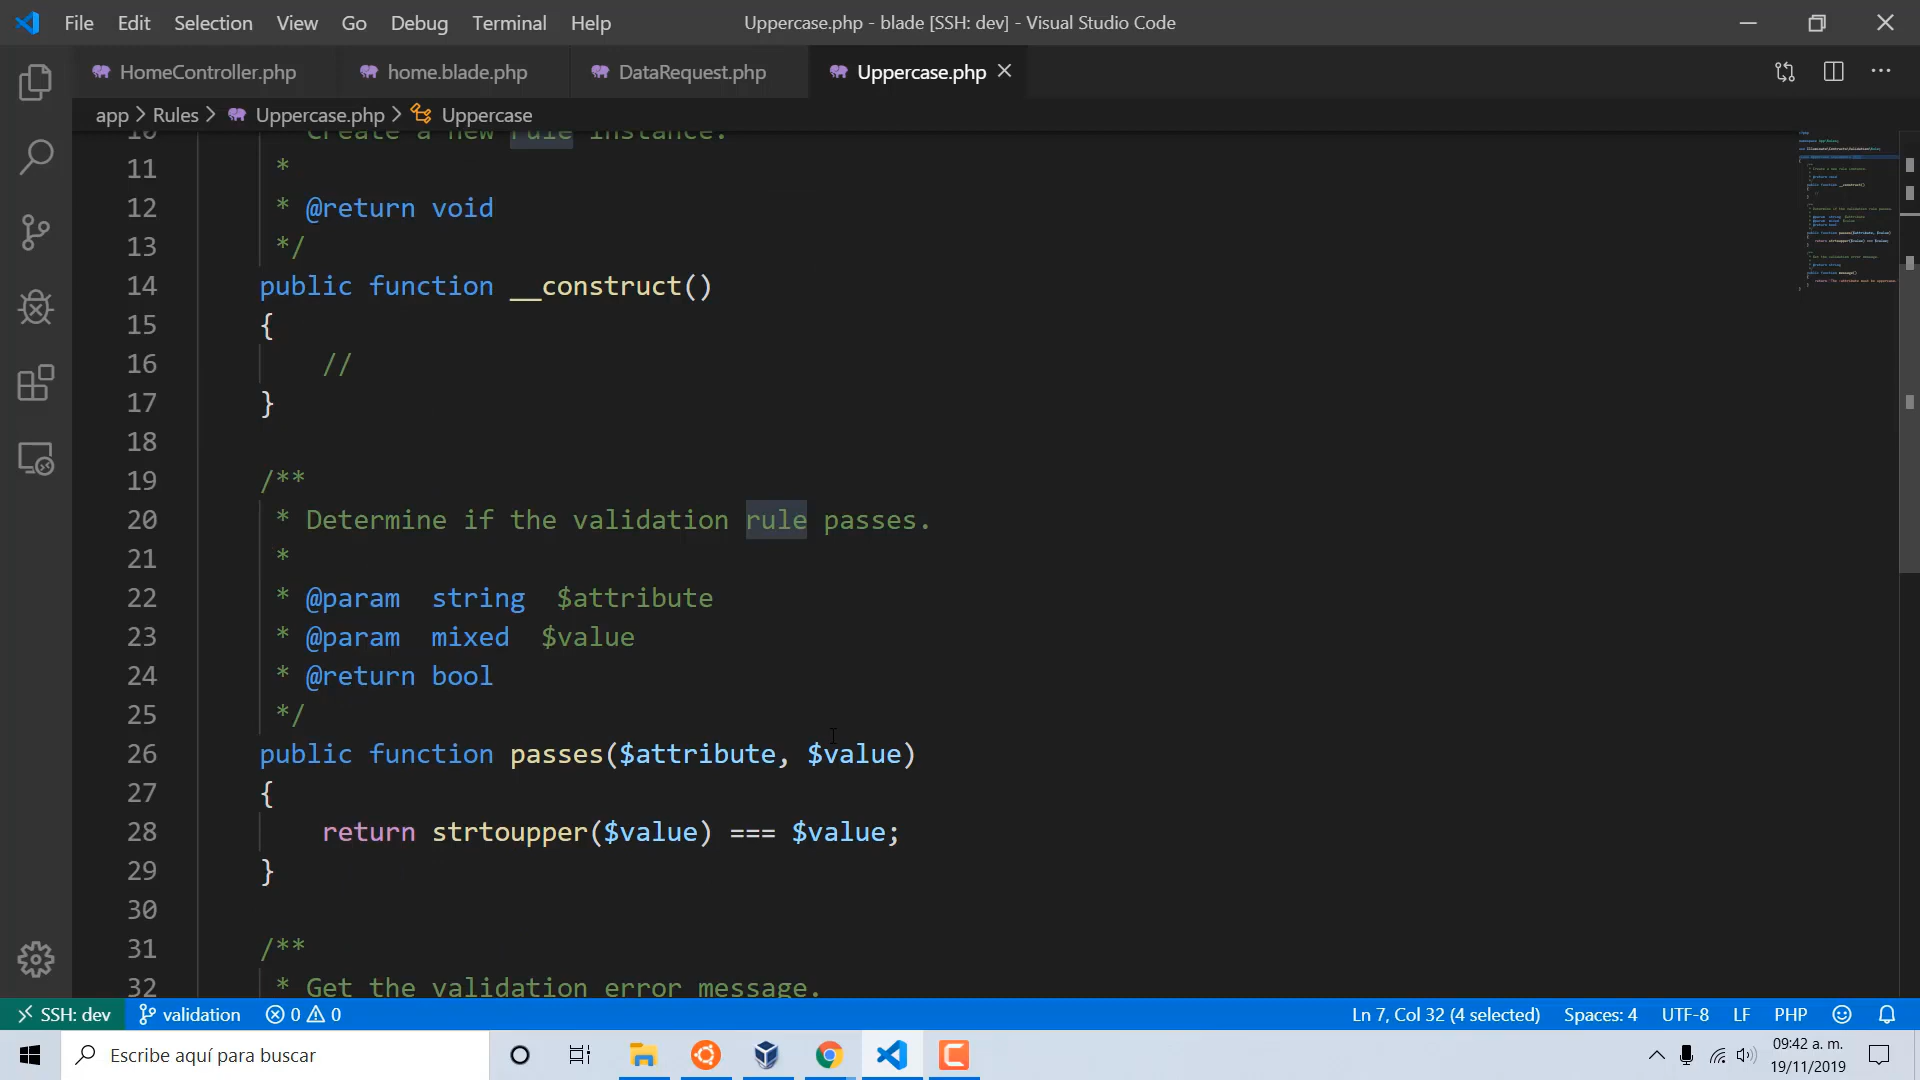 File Edit Selection View Go Debug Terminal Help
Uppercase.php - blade [SSH: dev] - Visual Studio Code
HomeController.php
home.blade.php
DataRequest.php
Uppercase.php
app > Rules > Uppercase.php > Uppercase
10 Create a new rule instance.
11 *
12 * @return void
13 */
14 public function __construct()
15 {
16 //
17 }
18
19 /**
20 * Determine if the validation rule passes.
21 *
22 * @param string $attribute
23 * @param mixed $value
24 * @return bool
25 */
26 public function passes($attribute, $value)
27 {
28 return strtoupper($value) === $value;
29 }
30
31 /**
32 * Get the validation error message.
SSH: dev validation 0 0 Ln 7, Col 32 (4 selected) Spaces: 4 UTF-8 LF PHP
Escribe aquí para buscar
09:42 a. m.
19/11/2019